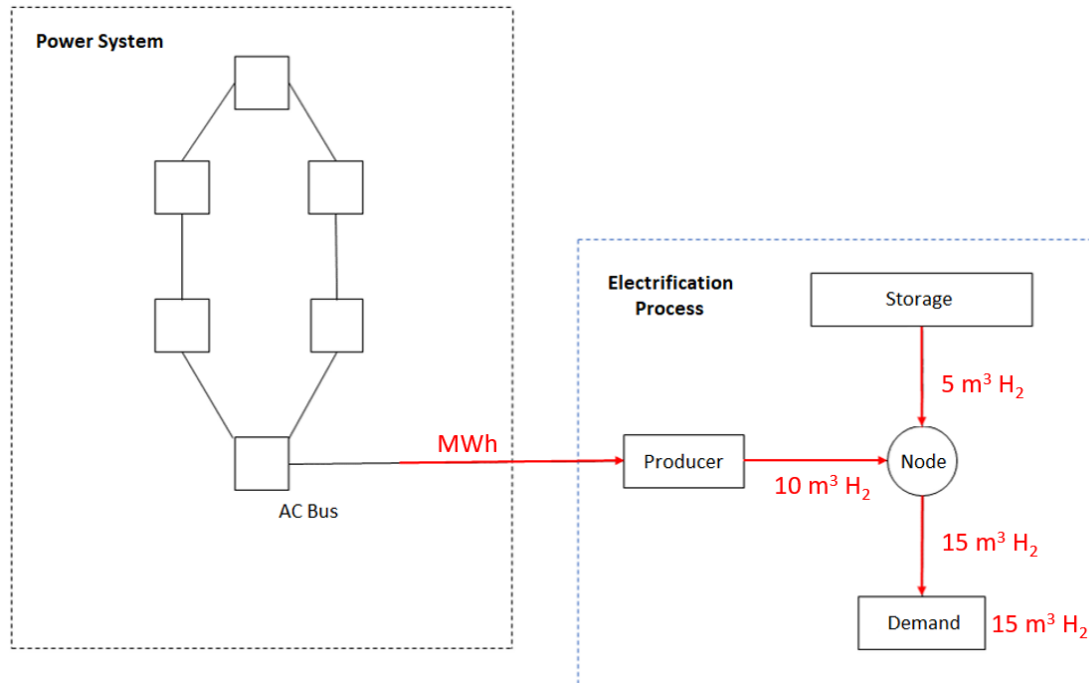 Power System
MWh
AC Bus
Electrification
Process
Storage
5 m³ H₂
Producer
10 m³ H₂
Node
15 m³ H₂
Demand
15 m³ H₂